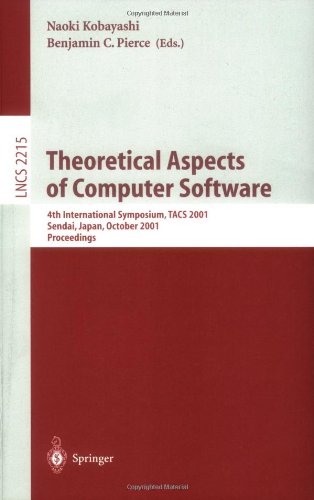 Naoki Kobayashi
Benjamin C. Pierce (Eds.)
LNCS 2215
Theoretical Aspects
of Computer Software
4th International Symposium, TACS 2001
Sendai, Japan, October 2001
Proceedings
Springer